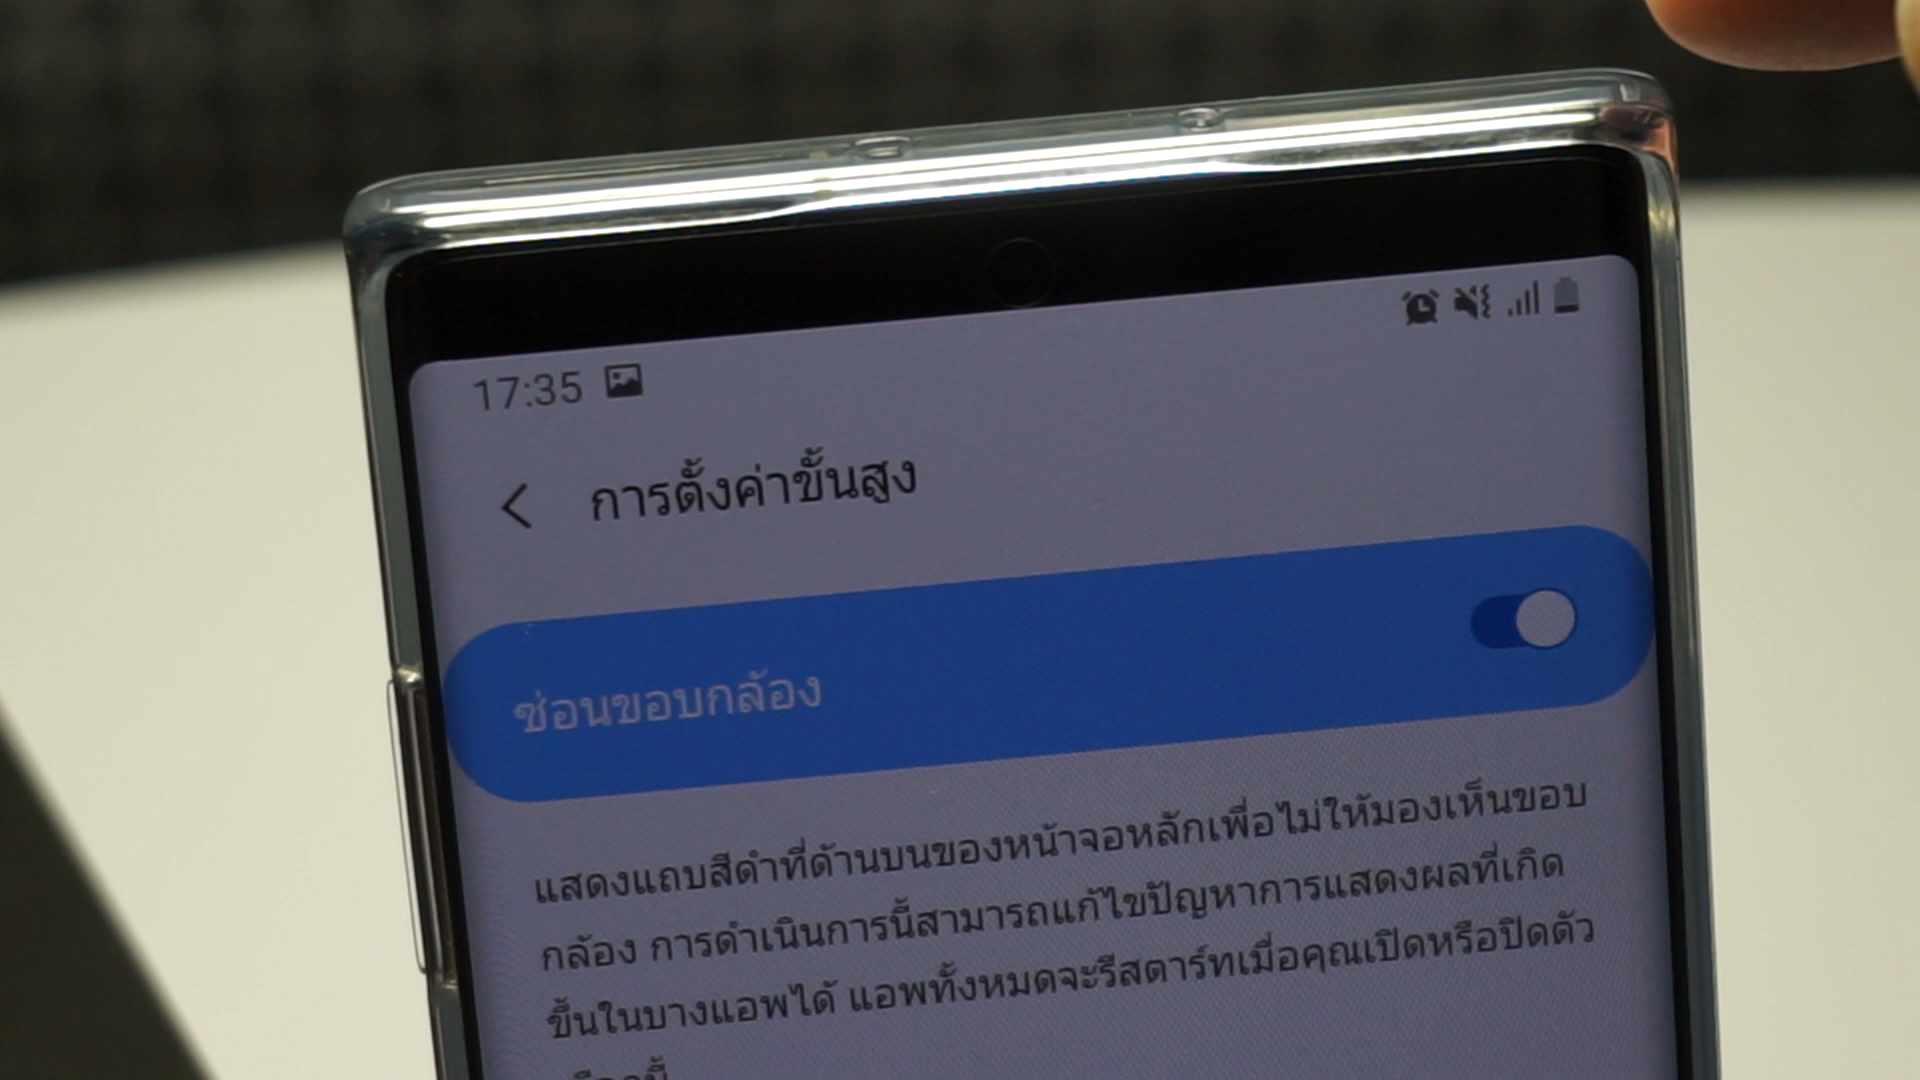 17:35
การตั้งค่าขั้นสูง
ซ่อนขอบกล้อง
แสดงแถบสีดำที่ด้านบนของหน้าจอหลักเพื่อไม่ให้มองเห็นขอบ
กล้อง การดำเนินการนี้สามารถแก้ไขปัญหาการแสดงผลที่เกิด
ขึ้นในบางแอพได้ แอพทั้งหมดจะรีสตาร์ทเมื่อคุณเปิดหรือปิดตัว